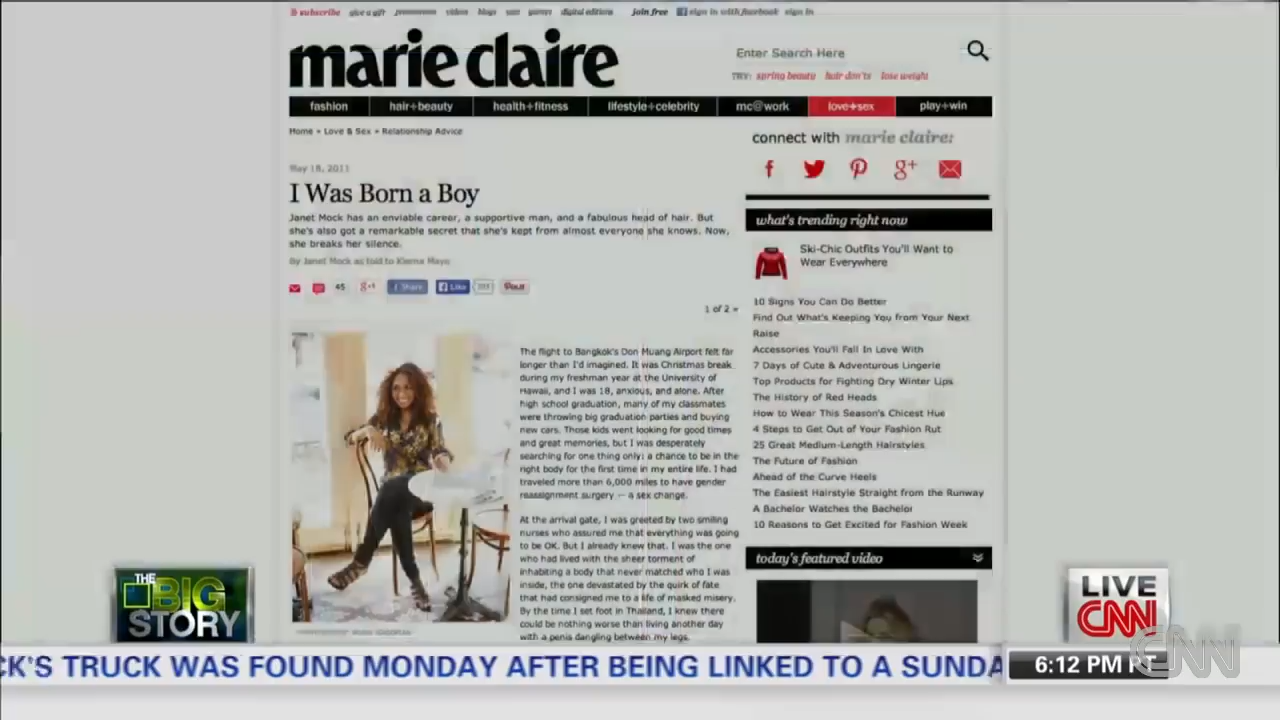 subscribe give a gift promotions videos blogs games digital editions join free sign in with facebook sign in
marie claire
Enter Search Here
TRY: spring beauty hair don'ts lose weight
fashion hair+beauty health+fitness lifestyle+celebrity mc@work love+sex play+win
Home » Love & Sex » Relationship Advice
connect with marie claire:
May 18, 2011
I Was Born a Boy
Janet Mock has an enviable career, a supportive man, and a fabulous head of hair. But
she's also got a remarkable secret that she's kept from almost everyone she knows. Now,
she breaks her silence.
By Janet Mock as told to Kierna Mayo
45 g+1 Share Like Pin it
1 of 2 »
The flight to Bangkok's Don Muang Airport felt far
longer than I'd imagined. It was Christmas break
during my freshman year at the University of
Hawaii, and I was 18, anxious, and alone. After
high school graduation, many of my classmates
were throwing big graduation parties and buying
new cars. Those kids went looking for good times
and great memories, but I was desperately
searching for one thing only: a chance to be in the
right body for the first time in my entire life. I had
traveled more than 6,000 miles to have gender
reassignment surgery — a sex change.
At the arrival gate, I was greeted by two smiling
nurses who assured me that everything was going
to be OK. But I already knew that. I was the one
who had lived with the sheer torment of
inhabiting a body that never matched who I was
inside, the one devastated by the quirk of fate
that had consigned me to a life of masked misery.
By the time I set foot in Thailand, I knew there
could be nothing worse than living another day
with a penis dangling between my legs.
what's trending right now
Ski-Chic Outfits You'll Want to
Wear Everywhere
10 Signs You Can Do Better
Find Out What's Keeping You from Your Next
Raise
Accessories You'll Fall In Love With
7 Days of Cute & Adventurous Lingerie
Top Products for Fighting Dry Winter Lips
The History of Red Heads
How to Wear This Season's Chicest Hue
4 Steps to Get Out of Your Fashion Rut
25 Great Medium-Length Hairstyles
The Future of Fashion
Ahead of the Curve Heels
The Easiest Hairstyle Straight from the Runway
A Bachelor Watches the Bachelor
10 Reasons to Get Excited for Fashion Week
today's featured video
THE
BIG
STORY
LIVE
CNN
CNN
CK'S TRUCK WAS FOUND MONDAY AFTER BEING LINKED TO A SUNDA
6:12 PM PT